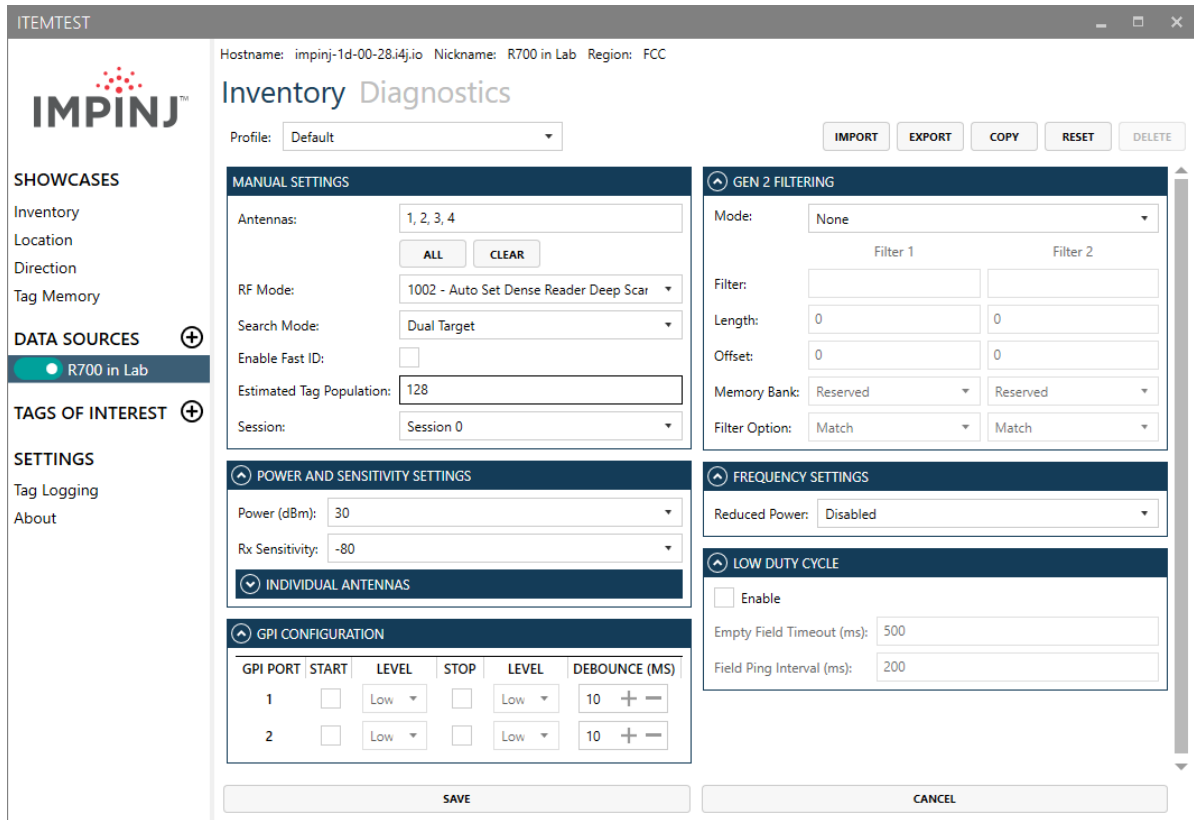 ITEMTEST
IMPINJ™
SHOWCASES
Inventory
Location
Direction
Tag Memory
DATA SOURCES
R700 in Lab
TAGS OF INTEREST
SETTINGS
Tag Logging
About
Hostname: impinj-1d-00-28.i4j.io Nickname: R700 in Lab Region: FCC
Inventory Diagnostics
Profile: Default
IMPORT EXPORT COPY RESET DELETE
MANUAL SETTINGS
Antennas: 1, 2, 3, 4
ALL CLEAR
RF Mode: 1002 - Auto Set Dense Reader Deep Scar
Search Mode: Dual Target
Enable Fast ID:
Estimated Tag Population: 128
Session: Session 0
POWER AND SENSITIVITY SETTINGS
Power (dBm): 30
Rx Sensitivity: -80
INDIVIDUAL ANTENNAS
GPI CONFIGURATION
GPI PORT START LEVEL STOP LEVEL DEBOUNCE (MS)
1 Low Low 10 + −
2 Low Low 10 + −
GEN 2 FILTERING
Mode: None
Filter 1 Filter 2
Filter:
Length: 0 0
Offset: 0 0
Memory Bank: Reserved Reserved
Filter Option: Match Match
FREQUENCY SETTINGS
Reduced Power: Disabled
LOW DUTY CYCLE
Enable
Empty Field Timeout (ms): 500
Field Ping Interval (ms): 200
SAVE CANCEL